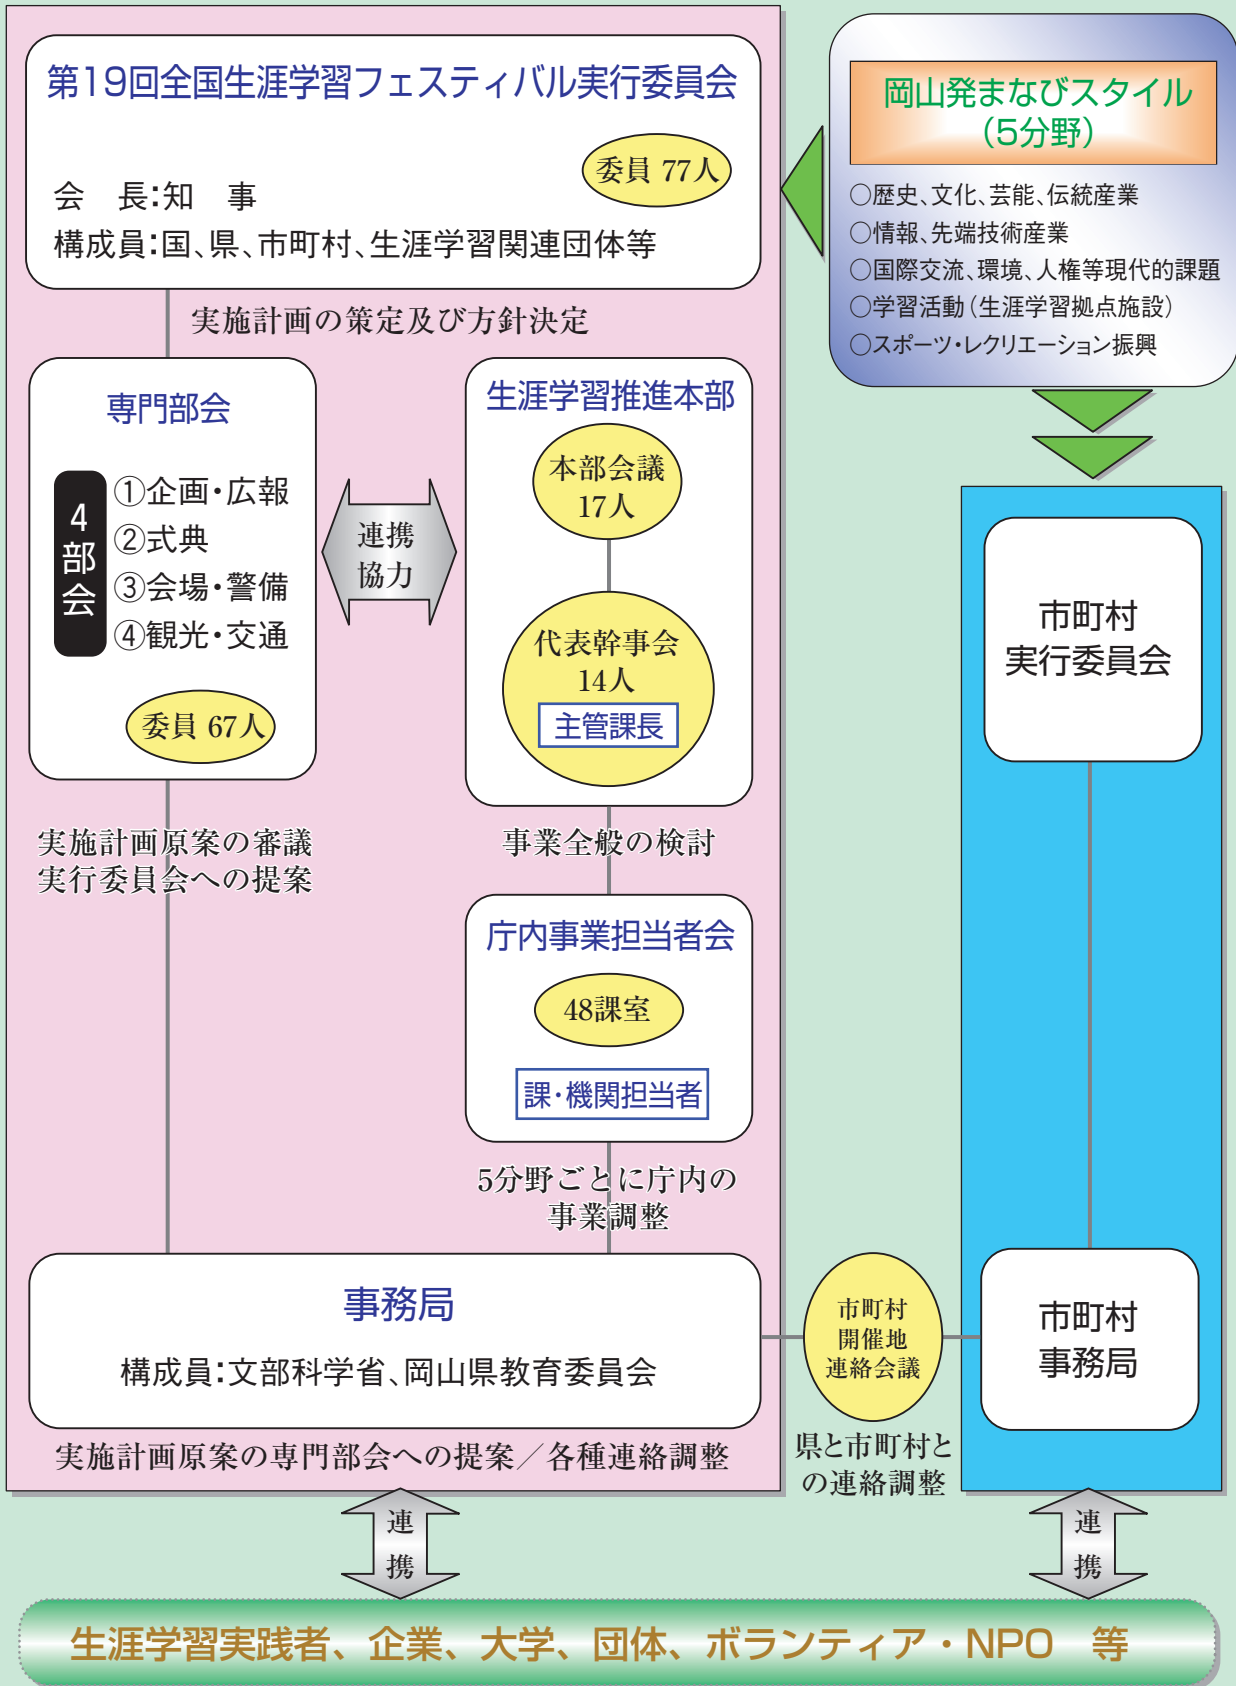 第19回全国生涯学習フェスティバル実行委員会
委員 77人
会　長：知　事
構成員：国、県、市町村、生涯学習関連団体等
実施計画の策定及び方針決定
岡山発まなびスタイル
（5分野）
○歴史、文化、芸能、伝統産業
○情報、先端技術産業
○国際交流、環境、人権等現代的課題
○学習活動（生涯学習拠点施設）
○スポーツ・レクリエーション振興
専門部会
4部会
①企画・広報
②式典
③会場・警備
④観光・交通
委員 67人
実施計画原案の審議
実行委員会への提案
連携
協力
生涯学習推進本部
本部会議
17人
代表幹事会
14人
主管課長
事業全般の検討
庁内事業担当者会
48課室
課・機関担当者
5分野ごとに庁内の
事業調整
事務局
構成員：文部科学省、岡山県教育委員会
実施計画原案の専門部会への提案／各種連絡調整
市町村
実行委員会
市町村
開催地
連絡会議
県と市町村と
の連絡調整
市町村
事務局
連
携
連
携
生涯学習実践者、企業、大学、団体、ボランティア・NPO　等